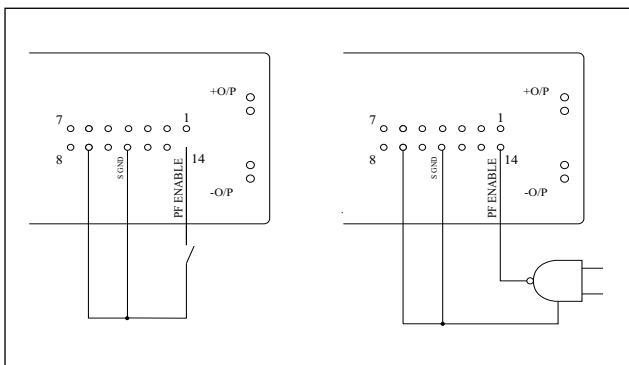 +O/P
7 1
8 S GND PF ENABLE 14
-O/P
+O/P
7 1
8 S GND PF ENABLE 14
-O/P